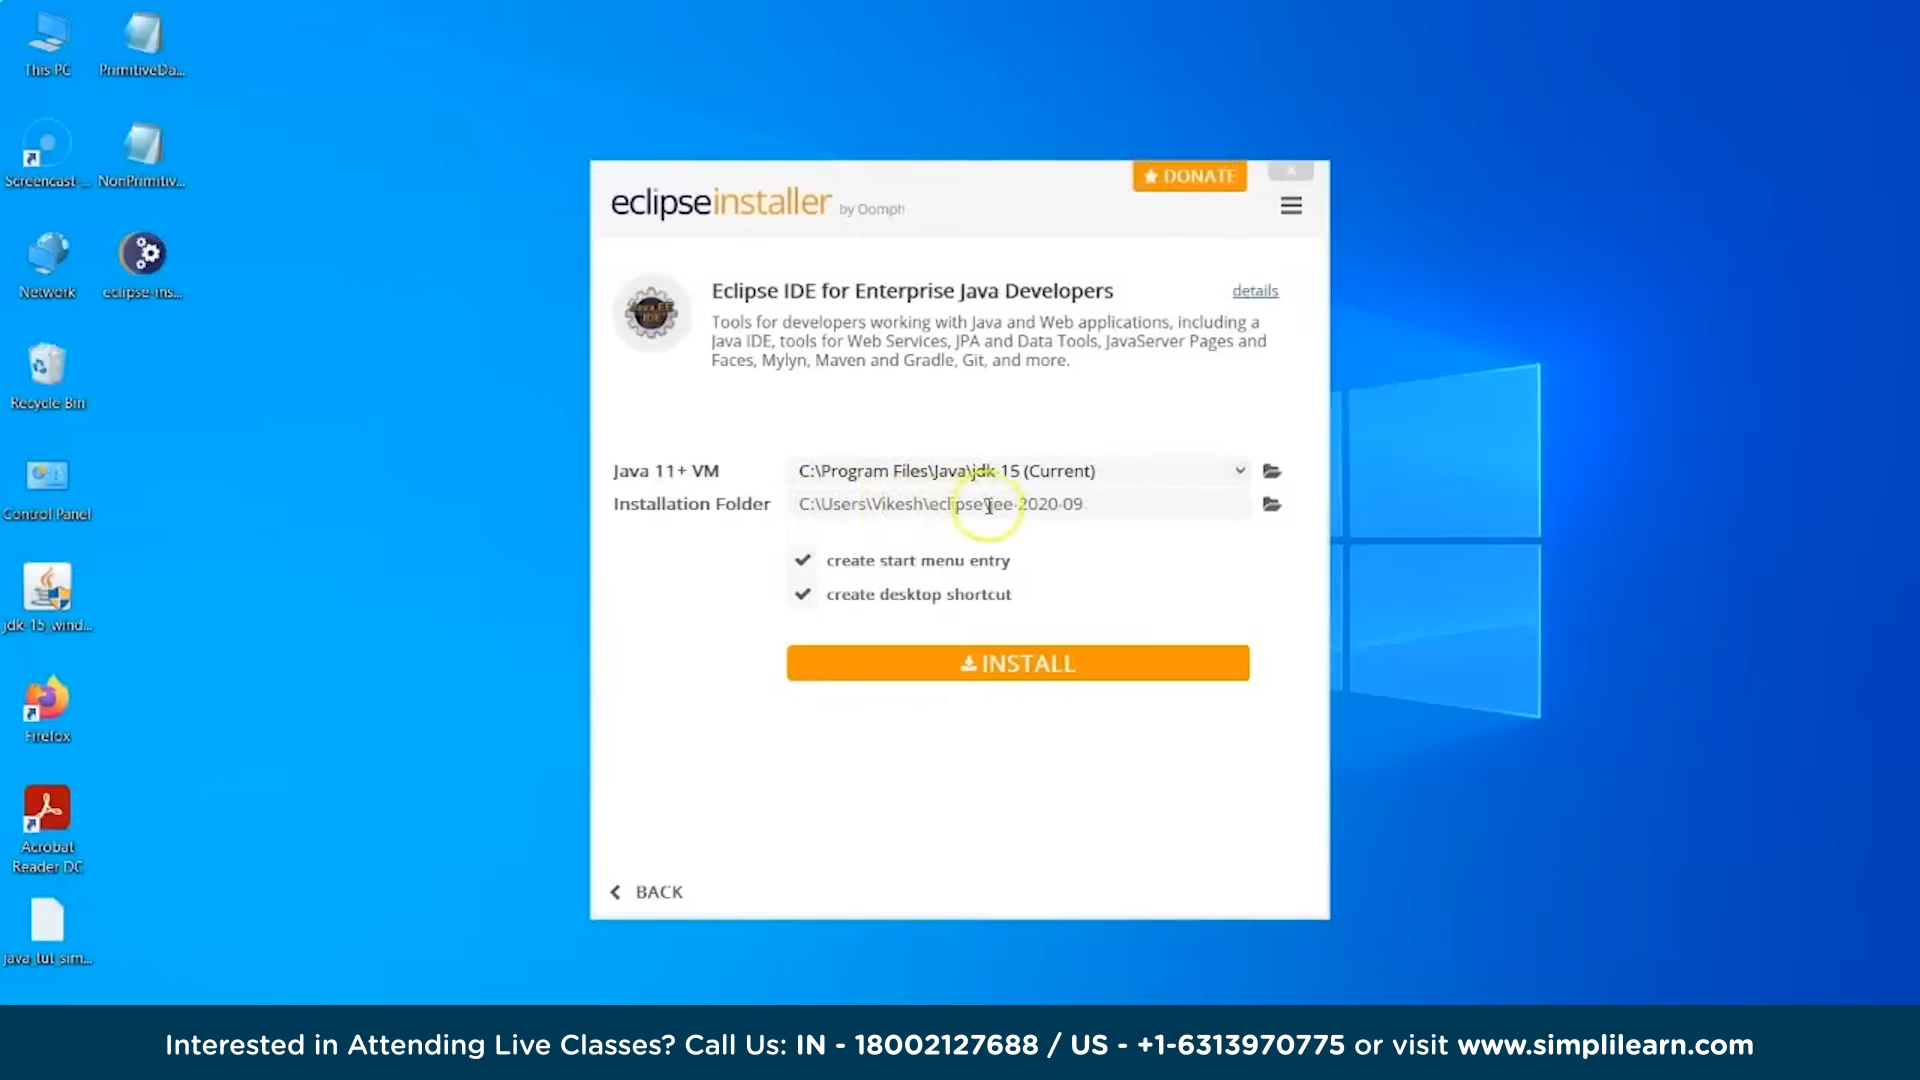 This PC
PrimitiveDa...
Screencast ...
NonPrimitiv...
Network
eclipse-ins...
Recycle Bin
Control Panel
jdk-15_wind...
Firefox
Acrobat
Reader DC
java_tut_sim...
DONATE
x
eclipseinstaller by Oomph
Eclipse IDE for Enterprise Java Developers
details
Tools for developers working with Java and Web applications, including a
Java IDE, tools for Web Services, JPA and Data Tools, JavaServer Pages and
Faces, Mylyn, Maven and Gradle, Git, and more.
Java 11+ VM
C:\Program Files\Java\jdk-15 (Current)
Installation Folder
C:\Users\Vikesh\eclipse\jee-2020-09
create start menu entry
create desktop shortcut
INSTALL
BACK
Interested in Attending Live Classes? Call Us: IN - 18002127688 / US - +1-6313970775 or visit www.simplilearn.com